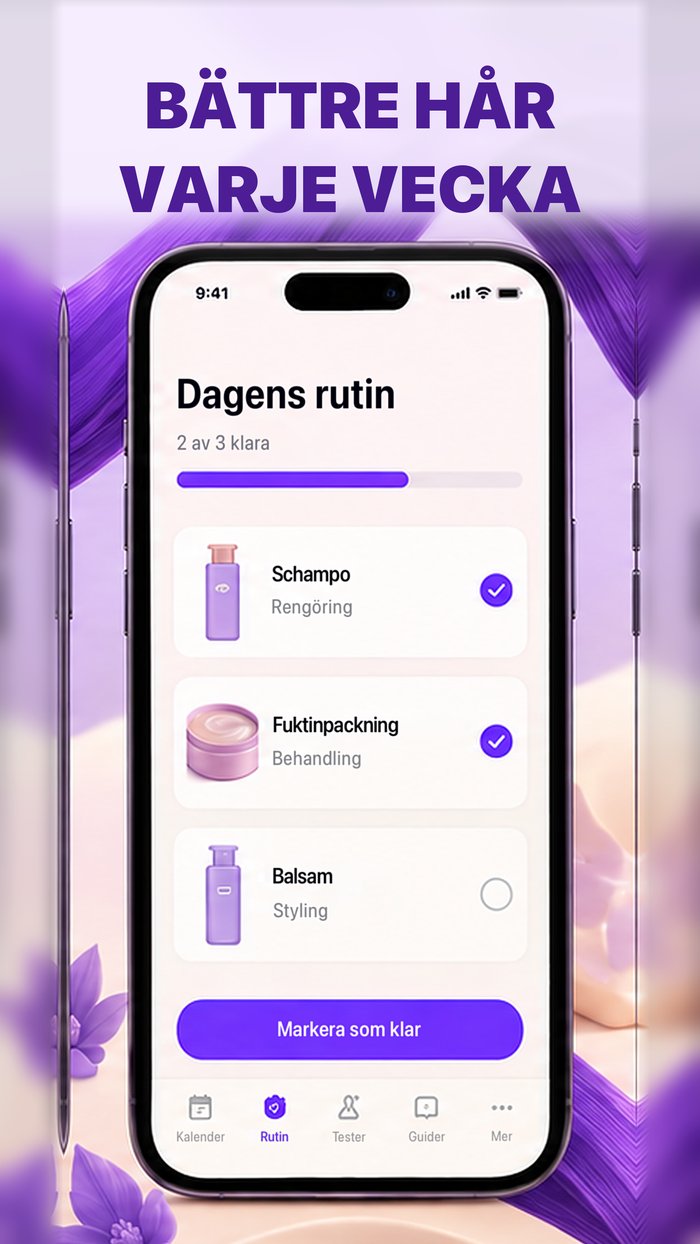 BÄTTRE HÅR
VARJE VECKA
9:41
Dagens rutin
2 av 3 klara
Schampo
Rengöring
Fuktinpackning
Behandling
Balsam
Styling
Markera som klar
Kalender
Rutin
Tester
Guider
Mer